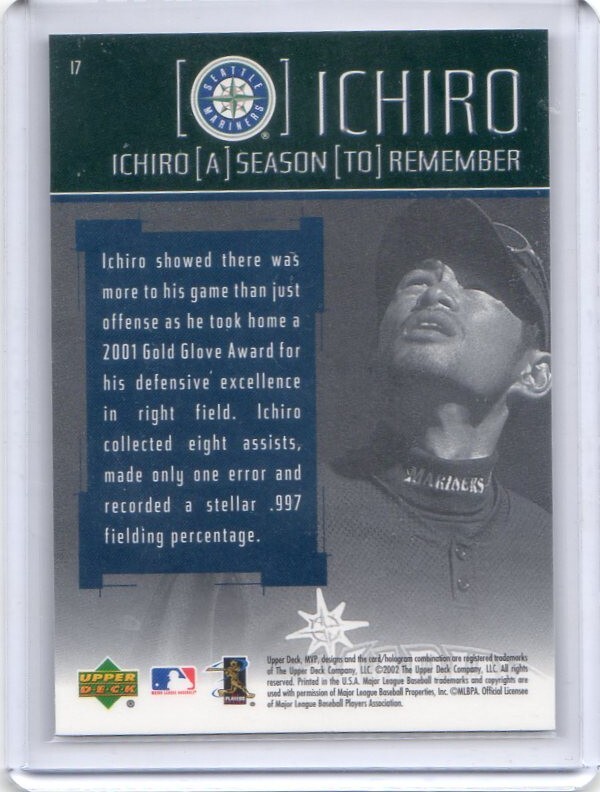 17
SEATTLE
MARINERS
®
[ ] ICHIRO
ICHIRO [A] SEASON [TO] REMEMBER
Ichiro showed there was
more to his game than just
offense as he took home a
2001 Gold Glove Award for
his defensive excellence
in right field. Ichiro
collected eight assists,
made only one error and
recorded a stellar .997
fielding percentage.
MARINERS
UPPER
DECK
®
MAJOR LEAGUE BASEBALL
PLAYERS
Upper Deck, MVP, designs and the card/hologram combination are registered trademarks
of The Upper Deck Company, LLC. ©2002 The Upper Deck Company, LLC. All rights
reserved. Printed in the U.S.A. Major League Baseball trademarks and copyrights are
used with permission of Major League Baseball Properties, Inc. ©MLBPA. Official Licensee
of Major League Baseball Players Association.